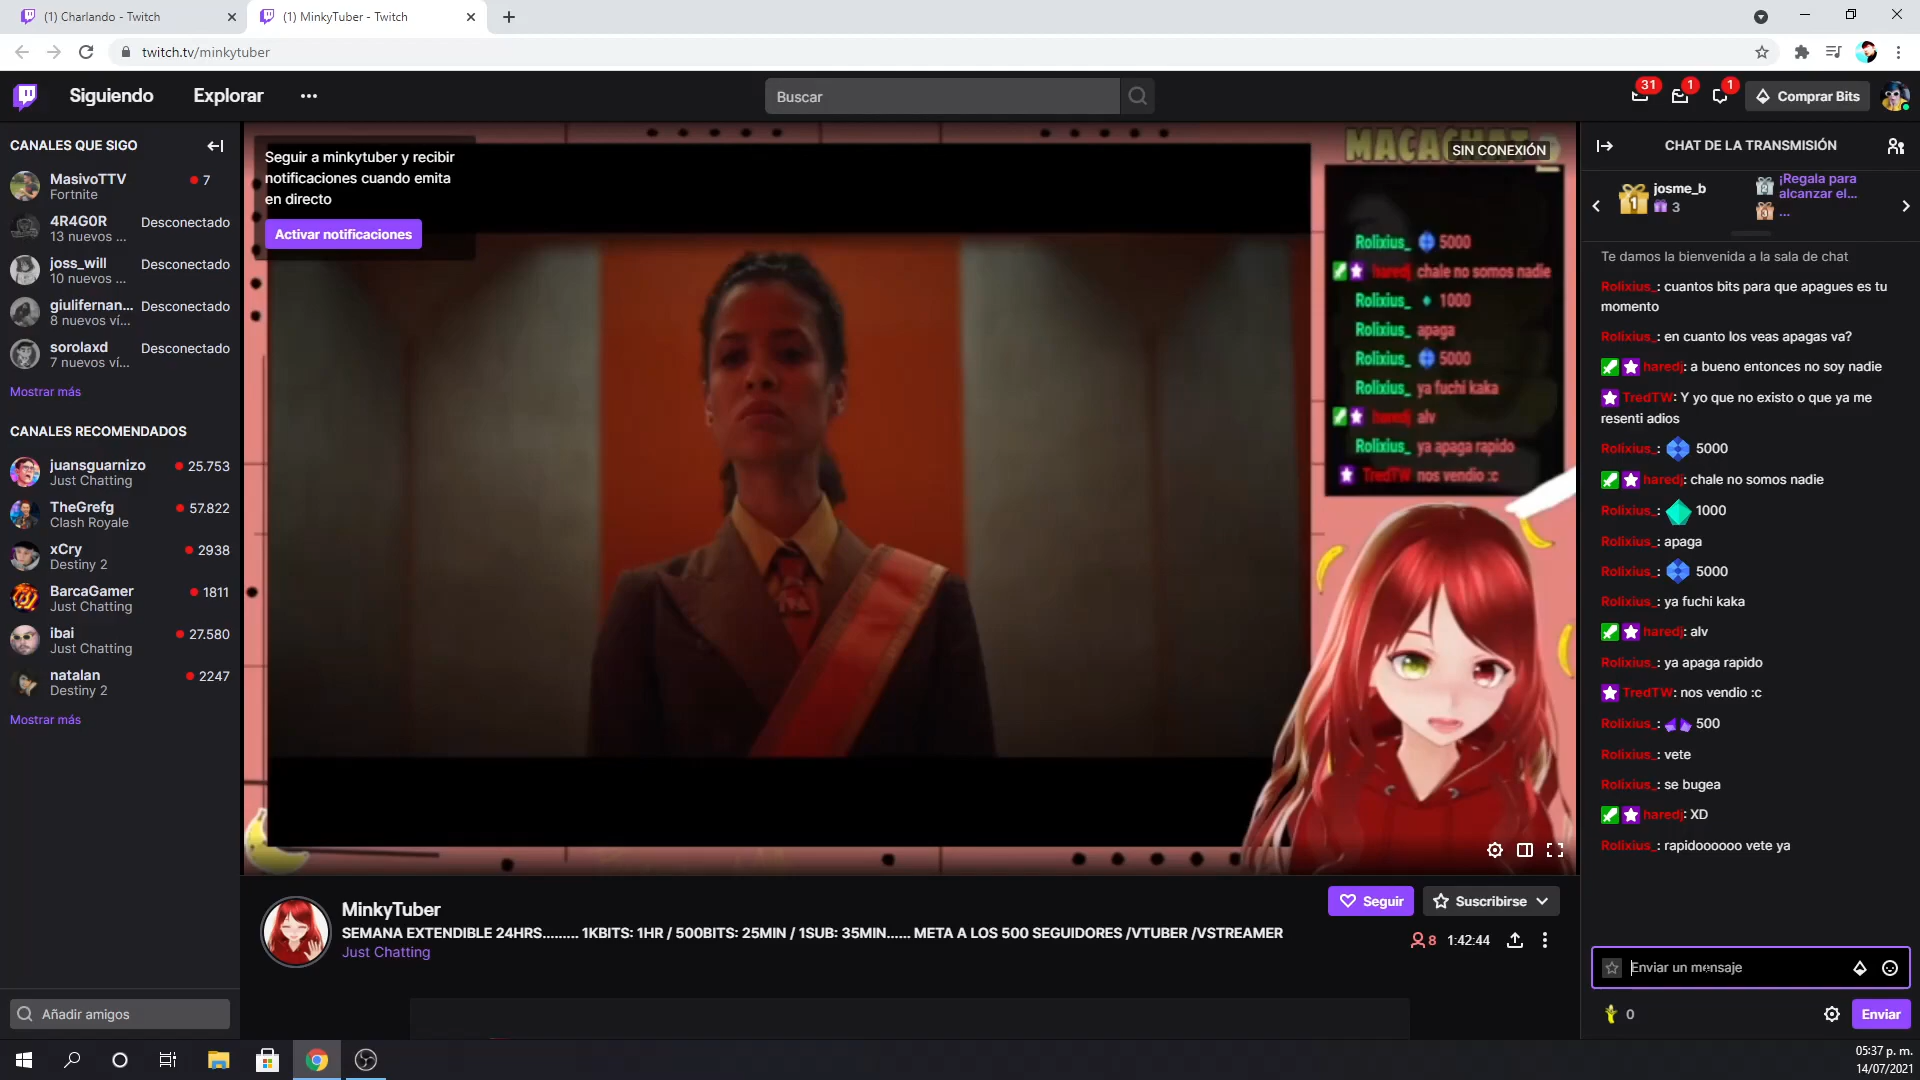 (1) Charlando - Twitch
(1) MinkyTuber - Twitch
twitch.tv/minkytuber
Siguiendo
Explorar
Buscar
31
1
1
Comprar Bits
CANALES QUE SIGO
MasivoTTV
7
Fortnite
4R4G0R
Desconectado
13 nuevos ...
joss_will
Desconectado
10 nuevos ...
giulifernan...
Desconectado
8 nuevos ví...
sorolaxd
Desconectado
7 nuevos ví...
Mostrar más
CANALES RECOMENDADOS
juansguarnizo
25.753
Just Chatting
TheGrefg
57.822
Clash Royale
xCry
2938
Destiny 2
BarcaGamer
1811
Just Chatting
ibai
27.580
Just Chatting
natalan
2247
Destiny 2
Mostrar más
Añadir amigos
Seguir a minkytuber y recibir
notificaciones cuando emita
en directo
Activar notificaciones
MACACHAT
SIN CONEXIÓN
Rolixius_ 5000
haredj chale no somos nadie
Rolixius_ 1000
Rolixius_ apaga
Rolixius_ 5000
Rolixius_ ya fuchi kaka
haredj alv
Rolixius_ ya apaga rapido
TredTW nos vendio :c
MinkyTuber
SEMANA EXTENDIBLE 24HRS......... 1KBITS: 1HR / 500BITS: 25MIN / 1SUB: 35MIN...... META A LOS 500 SEGUIDORES /VTUBER /VSTREAMER
Just Chatting
Seguir
Suscribirse
8
1:42:44
CHAT DE LA TRANSMISIÓN
1
josme_b
3
2
¡Regala para
alcanzar el...
3
...
Te damos la bienvenida a la sala de chat
Rolixius_: cuantos bits para que apagues es tu
momento
Rolixius_: en cuanto los veas apagas va?
haredj: a bueno entonces no soy nadie
TredTW: Y yo que no existo o que ya me
resenti adios
Rolixius_: 5000
haredj: chale no somos nadie
Rolixius_: 1000
Rolixius_: apaga
Rolixius_: 5000
Rolixius_: ya fuchi kaka
haredj: alv
Rolixius_: ya apaga rapido
TredTW: nos vendio :c
Rolixius_: 500
Rolixius_: vete
Rolixius_: se bugea
haredj: XD
Rolixius_: rapidoooooo vete ya
Enviar un mensaje
0
Enviar
05:37 p. m.
14/07/2021